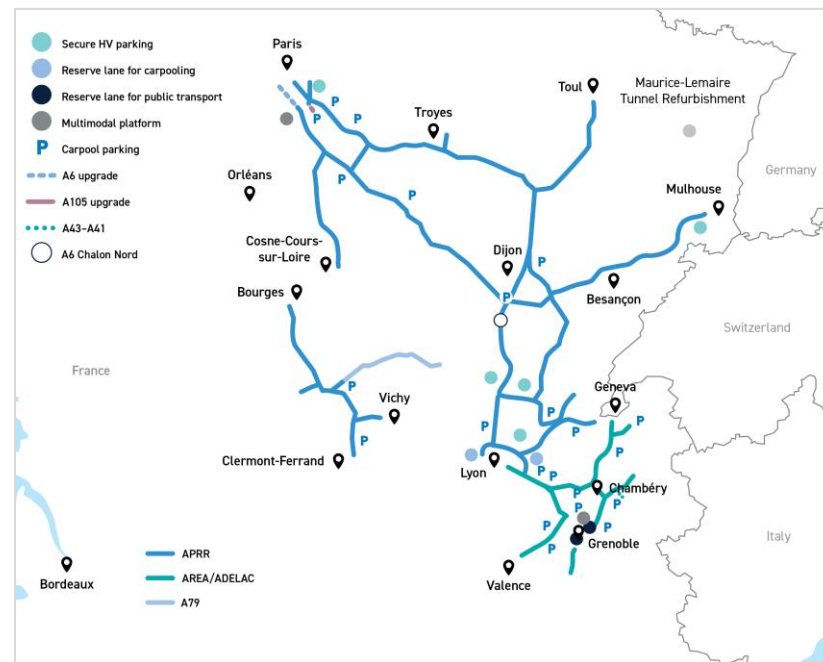 Secure HV parking
Reserve lane for carpooling
Reserve lane for public transport
Multimodal platform
P Carpool parking
A6 upgrade
A105 upgrade
A43–A41
A6 Chalon Nord
Paris
P
P
P
Troyes
Toul
Maurice-Lemaire
Tunnel Refurbishment
Germany
Orléans
Mulhouse
Cosne-Cours-
sur-Loire
Dijon
P
P
Besançon
Bourges
Switzerland
France
Vichy
P
P
Clermont-Ferrand
Geneva
P
P
P
P
P
Lyon
P
P
P
P
P
Chambéry
P
P
P
P
Grenoble
Italy
Valence
Bordeaux
APRR
AREA/ADELAC
A79